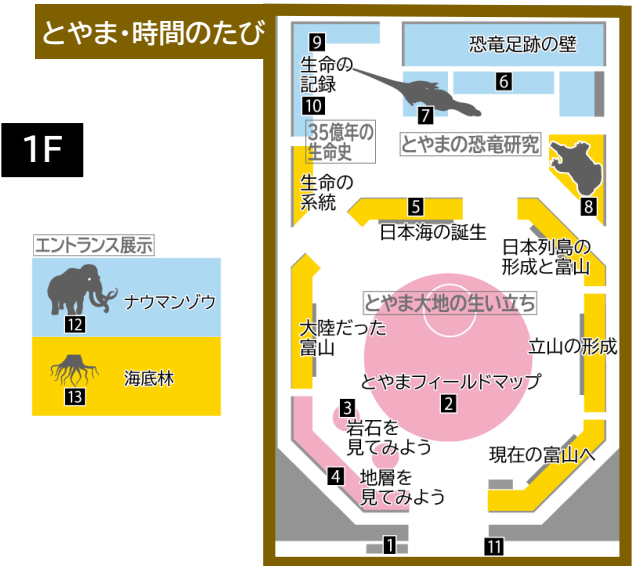 とやま・時間のたび
1F
エントランス展示
ナウマンゾウ
12
海底林
13
9
生命の
記録
10
恐竜足跡の壁
6
7
35億年の
生命史
とやまの恐竜研究
生命の
系統
8
5
日本海の誕生
日本列島の
形成と富山
とやま大地の生い立ち
大陸だった
富山
立山の形成
とやまフィールドマップ
2
3
岩石を
見てみよう
4
地層を
見てみよう
現在の富山へ
1
11